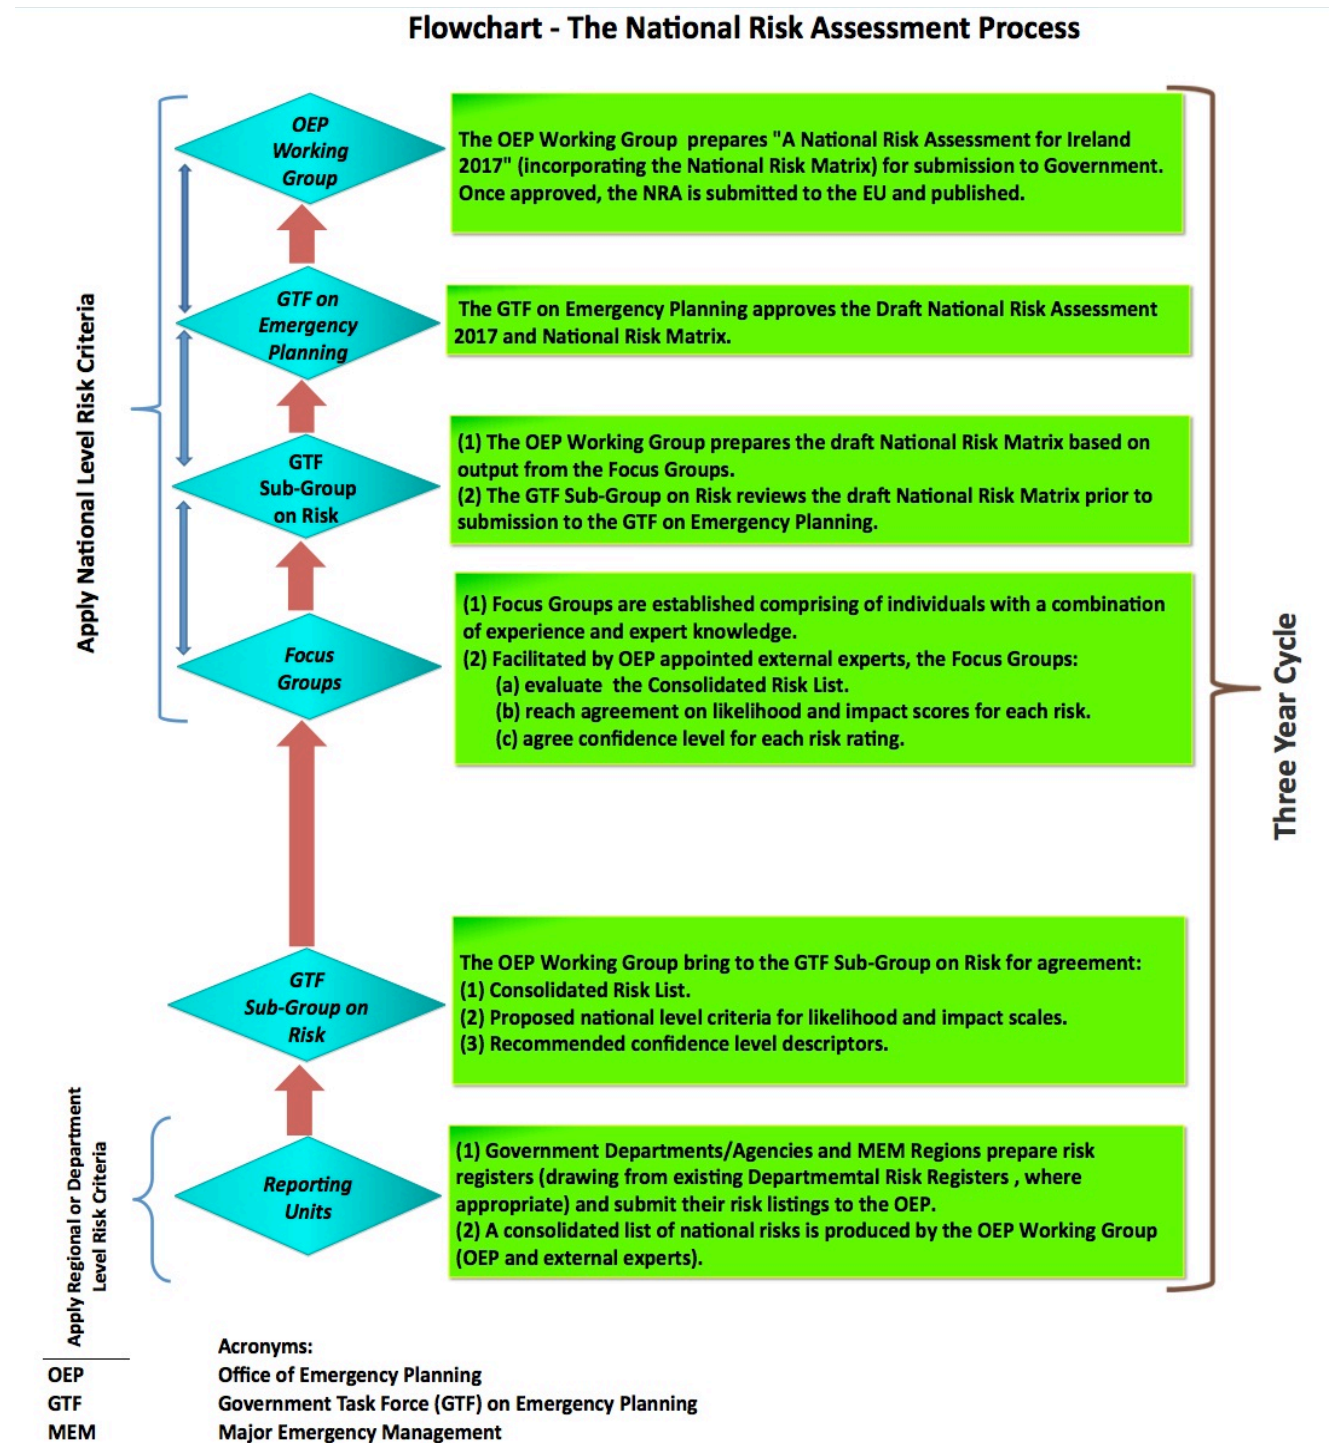 Flowchart - The National Risk Assessment Process
OEP
Working
Group
The OEP Working Group prepares "A National Risk Assessment for Ireland
2017" (incorporating the National Risk Matrix) for submission to Government.
Once approved, the NRA is submitted to the EU and published.
GTF on
Emergency
Planning
The GTF on Emergency Planning approves the Draft National Risk Assessment
2017 and National Risk Matrix.
Apply National Level Risk Criteria
GTF
Sub-Group
on Risk
(1) The OEP Working Group prepares the draft National Risk Matrix based on
output from the Focus Groups.
(2) The GTF Sub-Group on Risk reviews the draft National Risk Matrix prior to
submission to the GTF on Emergency Planning.
Focus
Groups
(1) Focus Groups are established comprising of individuals with a combination
of experience and expert knowledge.
(2) Facilitated by OEP appointed external experts, the Focus Groups:
(a) evaluate the Consolidated Risk List.
(b) reach agreement on likelihood and impact scores for each risk.
(c) agree confidence level for each risk rating.
Three Year Cycle
GTF
Sub-Group on
Risk
The OEP Working Group bring to the GTF Sub-Group on Risk for agreement:
(1) Consolidated Risk List.
(2) Proposed national level criteria for likelihood and impact scales.
(3) Recommended confidence level descriptors.
Apply Regional or Department
Level Risk Criteria
Reporting
Units
(1) Government Departments/Agencies and MEM Regions prepare risk
registers (drawing from existing Departmemtal Risk Registers , where
appropriate) and submit their risk listings to the OEP.
(2) A consolidated list of national risks is produced by the OEP Working Group
(OEP and external experts).
Acronyms:
OEP Office of Emergency Planning
GTF Government Task Force (GTF) on Emergency Planning
MEM Major Emergency Management